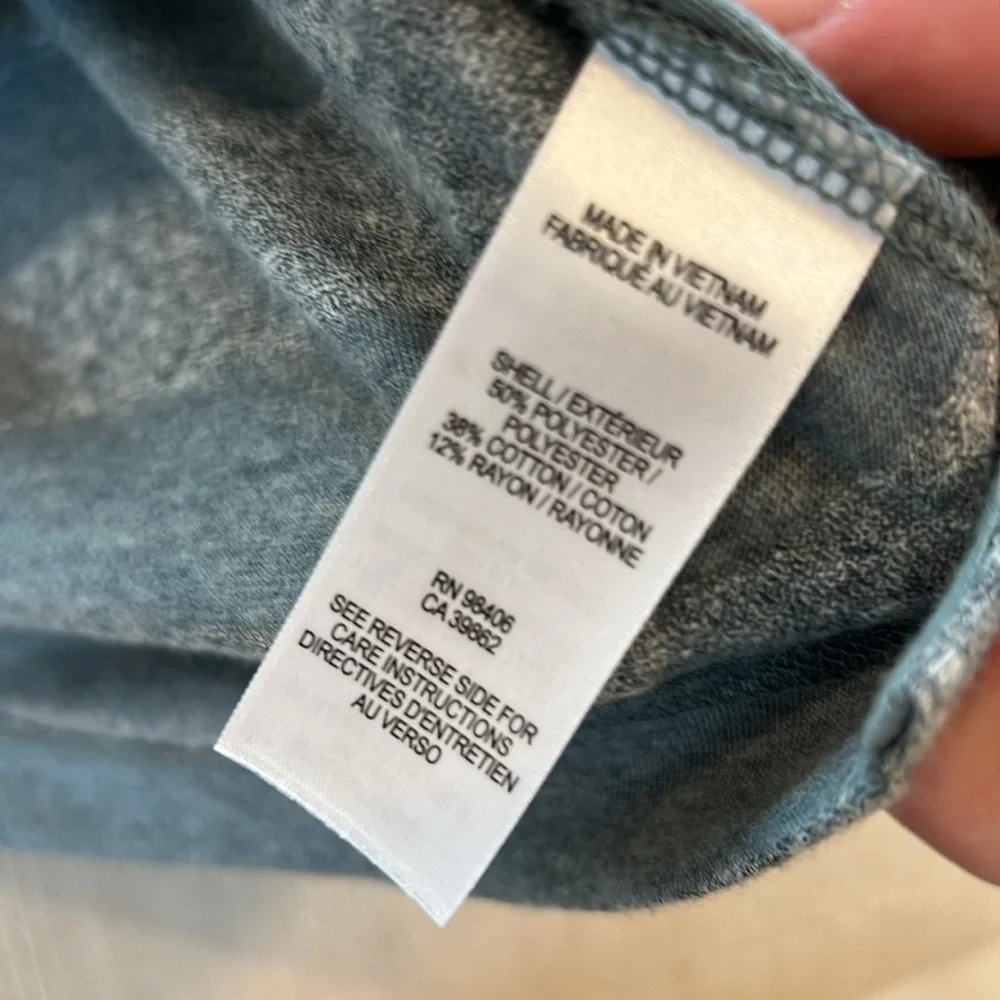 MADE IN VIETNAM
FABRIQUÉ AU VIETNAM
SHELL / EXTÉRIEUR
50% POLYESTER /
POLYESTER
38% COTTON / COTON
12% RAYON / RAYONNE
RN 98406
CA 39862
SEE REVERSE SIDE FOR
CARE INSTRUCTIONS
DIRECTIVES D'ENTRETIEN
AU VERSO